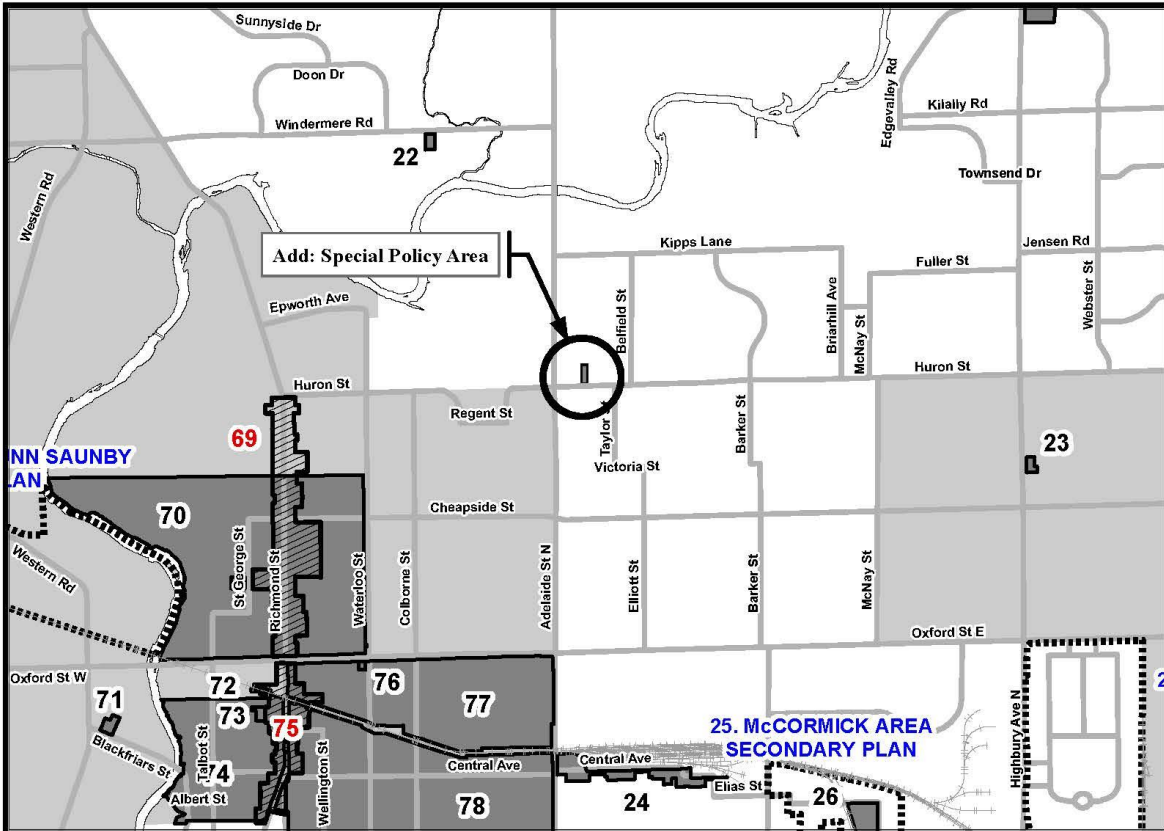 Sunnyside Dr
Doon Dr
Windermere Rd
22
Edgevalley Rd
Kilally Rd
Townsend Dr
Western Rd
Add: Special Policy Area
Kipps Lane
Jensen Rd
Fuller St
Epworth Ave
Belfield St
Briarhill Ave
McNay St
Webster St
Huron St
Huron St
Regent St
69
Taylor St
Barker St
Victoria St
23
NN SAUNBY
LAN
70
Cheapside St
Western Rd
St George St
Richmond St
Waterloo St
Colborne St
Adelaide St N
Elliott St
Barker St
McNay St
Oxford St E
Oxford St W
72
76
77
71
73
75
25. McCORMICK AREA
SECONDARY PLAN
Highbury Ave N
2
Blackfriars St
Talbot St
74
Wellington St
Central Ave
Central Ave
Albert St
78
24
Elias St
26